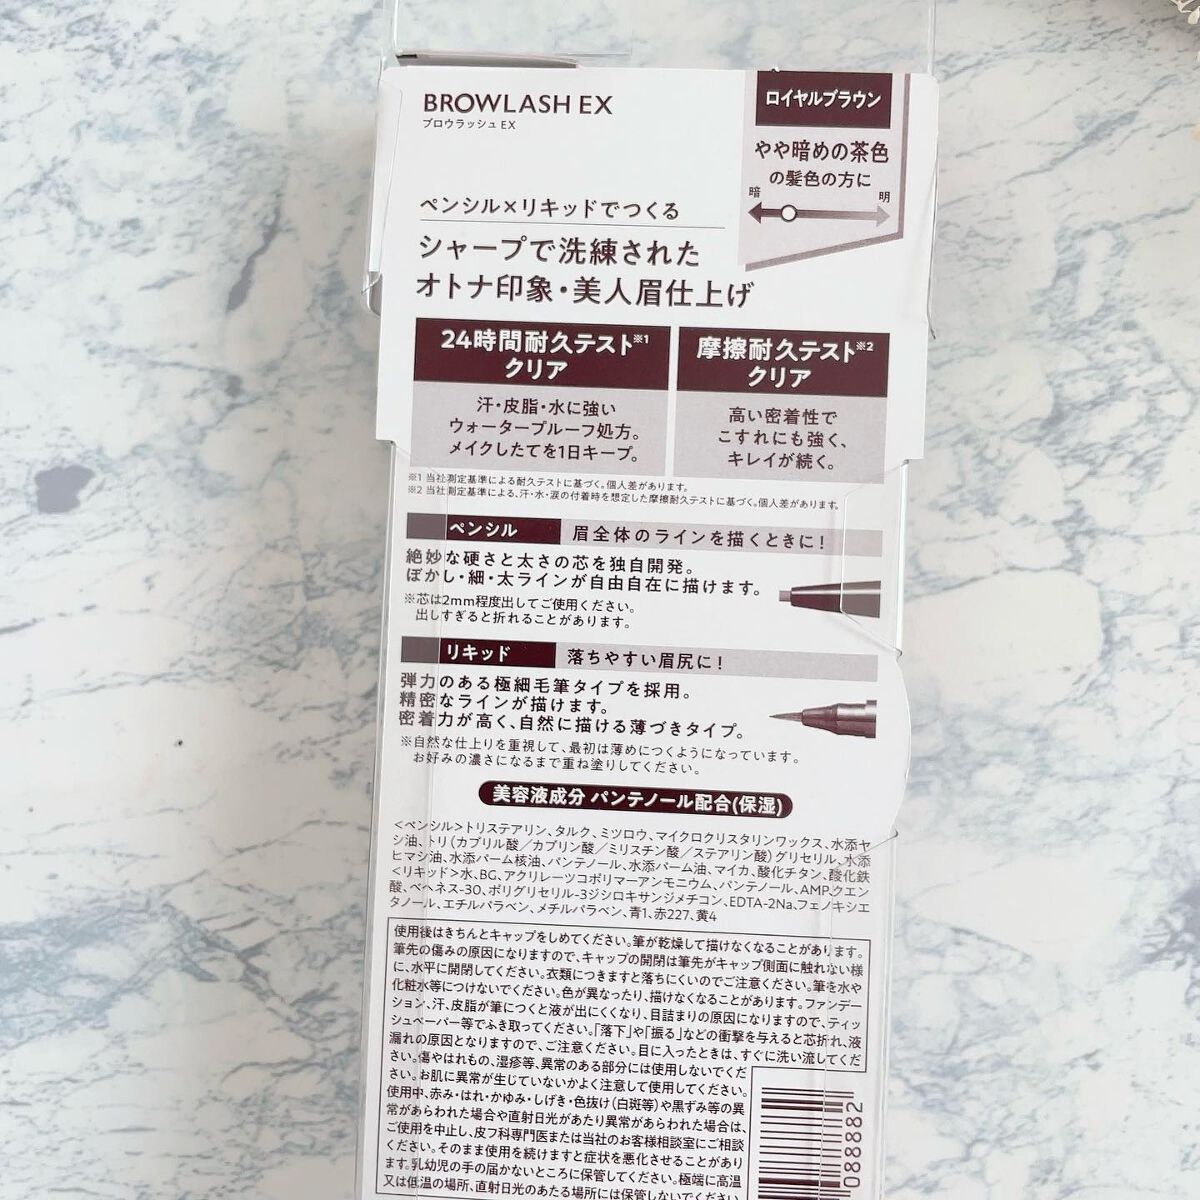 BROWLASH EX
ブロウラッシュ EX
ロイヤルブラウン
やや暗めの茶色
の髪色の方に
暗 明
ペンシル×リキッドでつくる
シャープで洗練された
オトナ印象・美人眉仕上げ
24時間耐久テスト※1
クリア
汗・皮脂・水に強い
ウォータープルーフ処方。
メイクしたてを1日キープ。
摩擦耐久テスト※2
クリア
高い密着性で
こすれにも強く、
キレイが続く。
※1 当社測定基準による耐久テストに基づく。個人差があります。
※2 当社測定基準による、汗・水・涙の付着時を想定した摩擦耐久テストに基づく。個人差があります。
ペンシル 眉全体のラインを描くときに！
絶妙な硬さと太さの芯を独自開発。
ぼかし・細・太ラインが自由自在に描けます。
※芯は2mm程度出してご使用ください。
出しすぎると折れることがあります。
リキッド 落ちやすい眉尻に！
弾力のある極細毛筆タイプを採用。
精密なラインが描けます。
密着力が高く、自然に描ける薄づきタイプ。
※自然な仕上りを重視して、最初は薄めにつくようになっています。
お好みの濃さになるまで重ね塗りしてください。
美容液成分 パンテノール配合(保湿)
<ペンシル>トリステアリン、タルク、ミツロウ、マイクロクリスタリンワックス、水添ヤ
シ油、トリ(カプリル酸/カプリン酸/ミリスチン酸/ステアリン酸)グリセリル、水添
ヒマシ油、水添パーム核油、パンテノール、水添パーム油、マイカ、酸化チタン、酸化鉄
<リキッド>水、BG、アクリレーツコポリマーアンモニウム、パンテノール、AMP、クエン
酸、ベヘネス-30、ポリグリセリル-3ジシロキサンジメチコン、EDTA-2Na、フェノキシエ
タノール、エチルパラベン、メチルパラベン、青1、赤227、黄4
使用後はきちんとキャップをしめてください。筆が乾燥して描けなくなることがあります。
筆先の傷みの原因になりますので、キャップの開閉は筆先がキャップ側面に触れない様
に、水平に開閉してください。衣類につきますと落ちにくいのでご注意ください。筆を水や
化粧水等につけないでください。色が異なったり、描けなくなることがあります。ファンデー
ション、汗、皮脂が筆につくと液が出にくくなり、目詰まりの原因になりますので、ティッ
シュペーパー等でふき取ってください。「落下」や「振る」などの衝撃を与えると芯折れ、液
漏れの原因となりますので、ご注意ください。目に入ったときは、すぐに洗い流してくだ
さい。傷やはれもの、湿疹等、異常のある部分には使用しないでくだ
さい。お肌に異常が生じていないかよく注意して使用してください。
使用中、赤み・はれ・かゆみ・しげき・色抜け(白斑等)や黒ずみ等の異
常があらわれた場合や直射日光があたり異常があらわれた場合は、
ご使用を中止し、皮フ科専門医または当社のお客様相談室にご相談
ください。そのまま使用を続けますと症状を悪化させることがあり
ます。乳幼児の手の届かないところに保管してください。極端に高温
又は低温の場所、直射日光のあたる場所には保管しないでください
088882